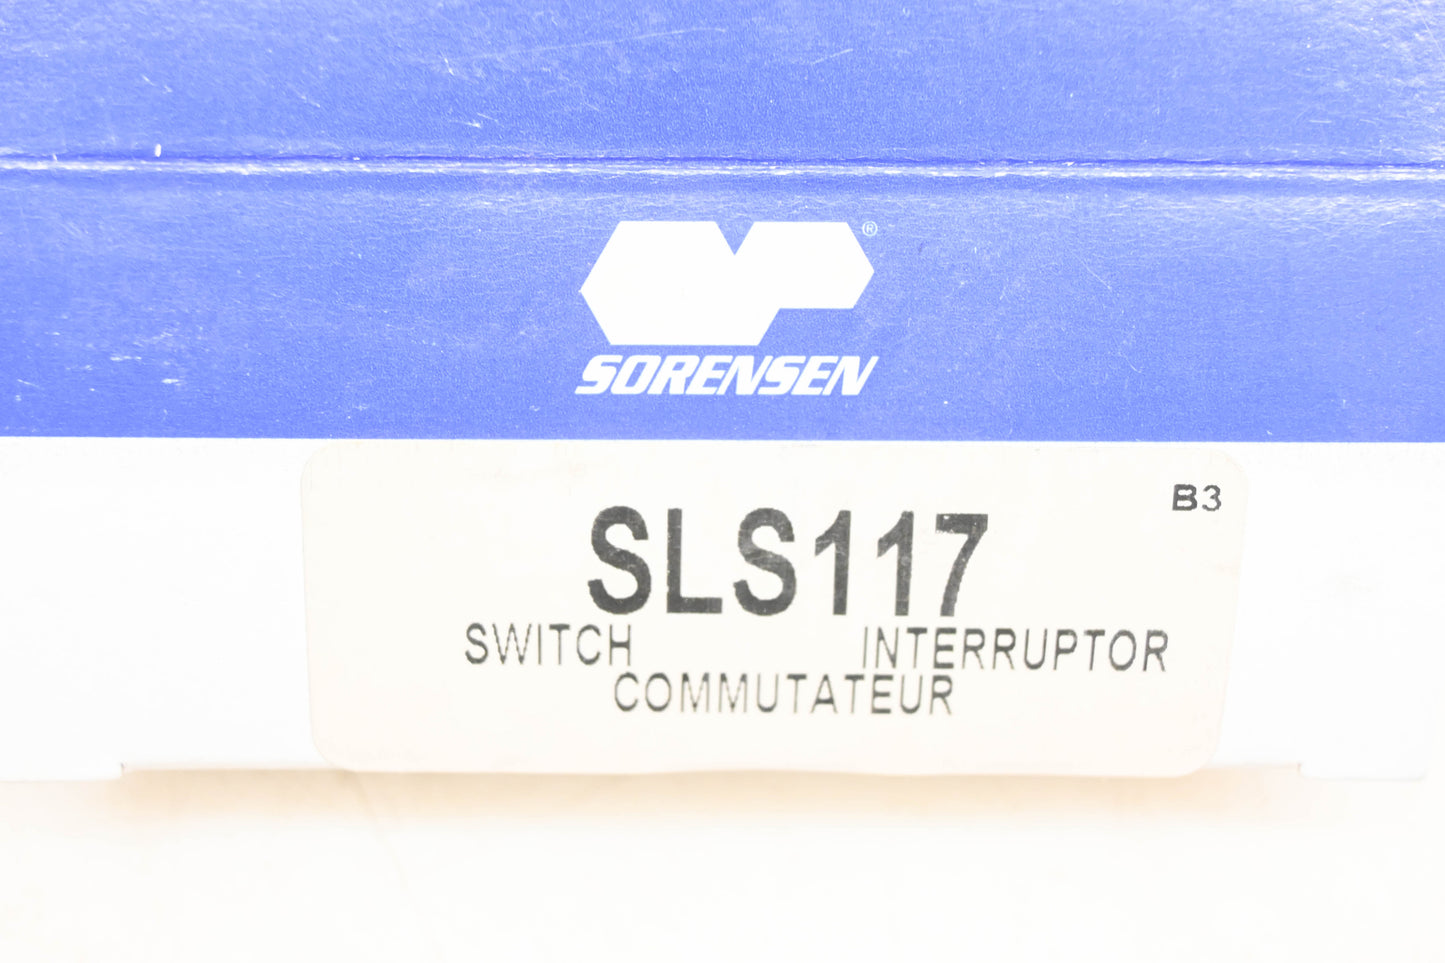 ®
SORENSEN
B3
SLS117
SWITCH INTERRUPTOR
COMMUTATEUR